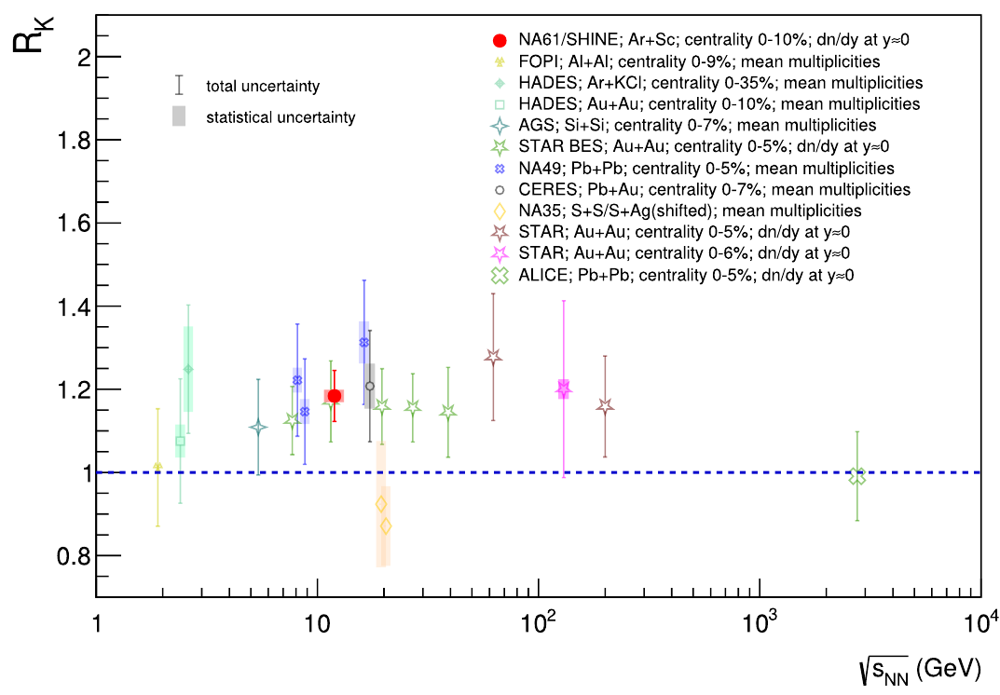 R_K
NA61/SHINE; Ar+Sc; centrality 0-10%; dn/dy at y≈0
FOPI; Al+Al; centrality 0-9%; mean multiplicities
HADES; Ar+KCl; centrality 0-35%; mean multiplicities
HADES; Au+Au; centrality 0-10%; mean multiplicities
AGS; Si+Si; centrality 0-7%; mean multiplicities
STAR BES; Au+Au; centrality 0-5%; dn/dy at y≈0
NA49; Pb+Pb; centrality 0-5%; mean multiplicities
CERES; Pb+Au; centrality 0-7%; mean multiplicities
NA35; S+S/S+Ag(shifted); mean multiplicities
STAR; Au+Au; centrality 0-5%; dn/dy at y≈0
STAR; Au+Au; centrality 0-6%; dn/dy at y≈0
ALICE; Pb+Pb; centrality 0-5%; dn/dy at y≈0
total uncertainty
statistical uncertainty
2
1.8
1.6
1.4
1.2
1
0.8
1 10 10² 10³ 10⁴
√s_NN (GeV)